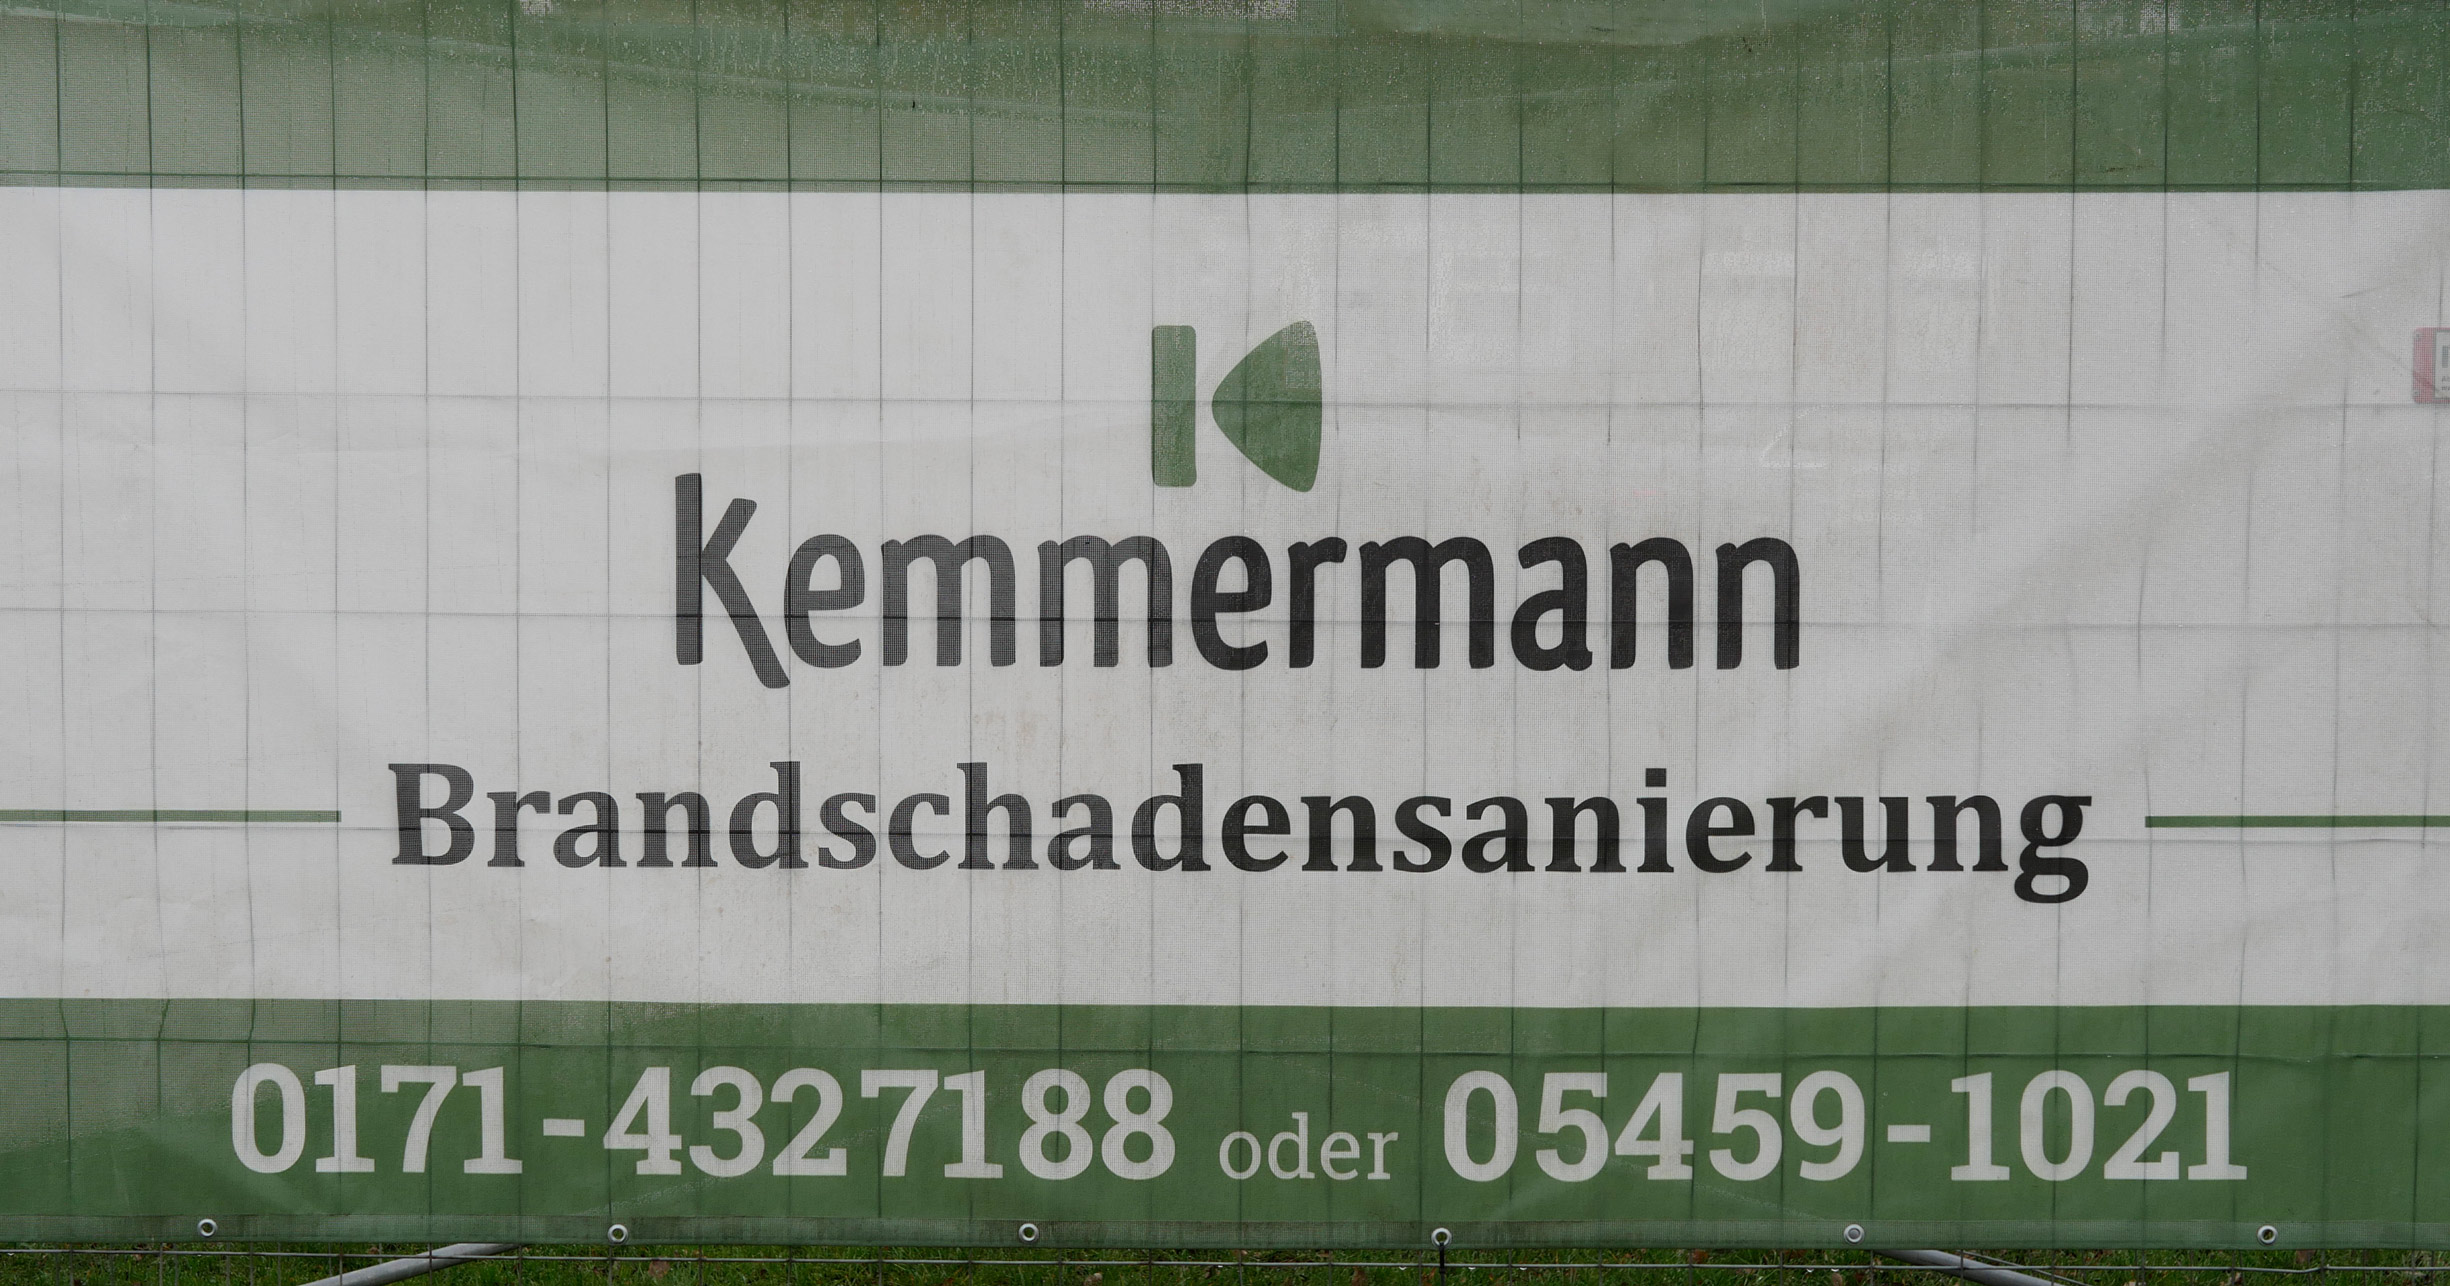 Kemmermann
Brandschadensanierung
0171-4327188 oder 05459-1021